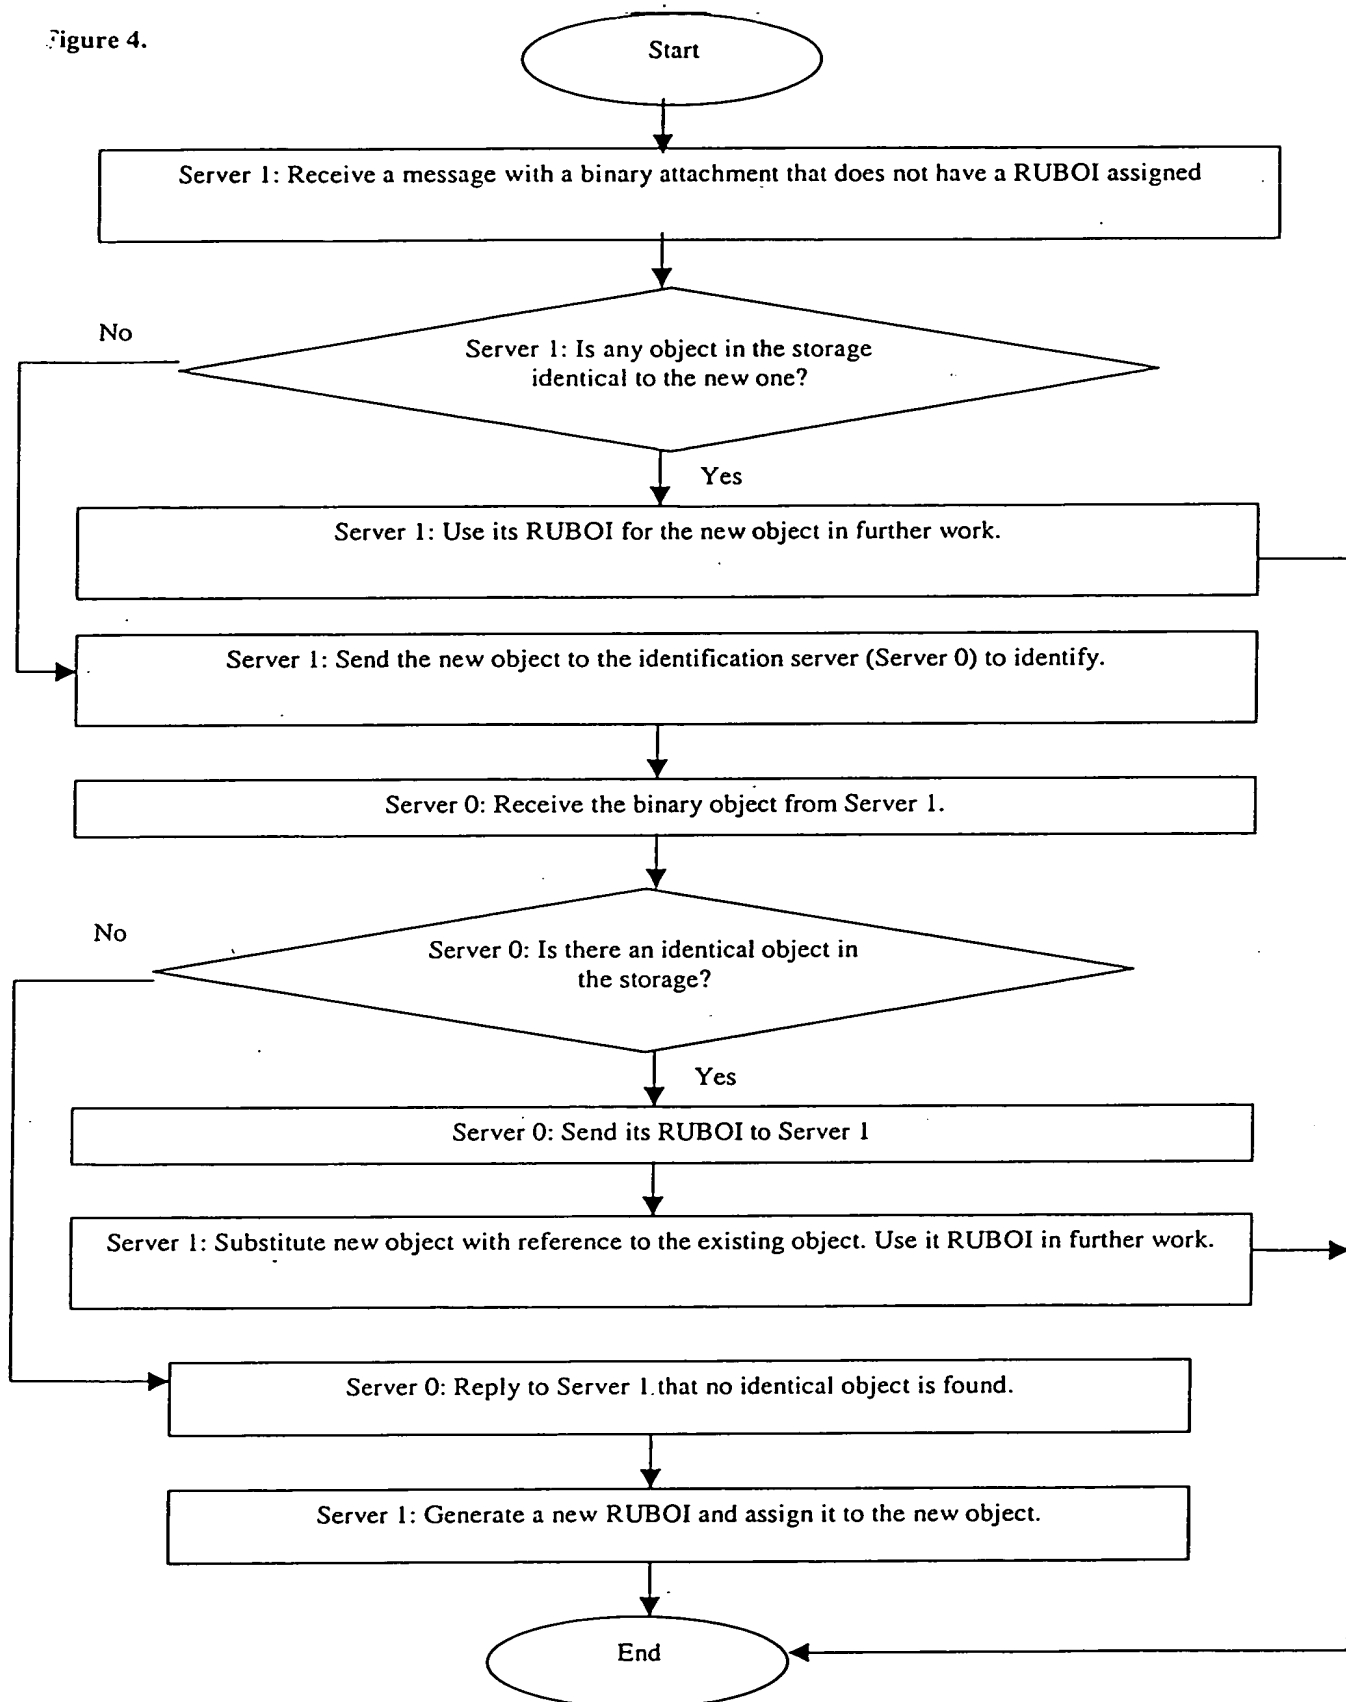 Figure 4.
Start
Server 1: Receive a message with a binary attachment that does not have a RUBOI assigned
No
Server 1: Is any object in the storage
identical to the new one?
Yes
Server 1: Use its RUBOI for the new object in further work.
Server 1: Send the new object to the identification server (Server 0) to identify.
Server 0: Receive the binary object from Server 1.
No
Server 0: Is there an identical object in
the storage?
Yes
Server 0: Send its RUBOI to Server 1
Server 1: Substitute new object with reference to the existing object. Use it RUBOI in further work.
Server 0: Reply to Server 1 that no identical object is found.
Server 1: Generate a new RUBOI and assign it to the new object.
End